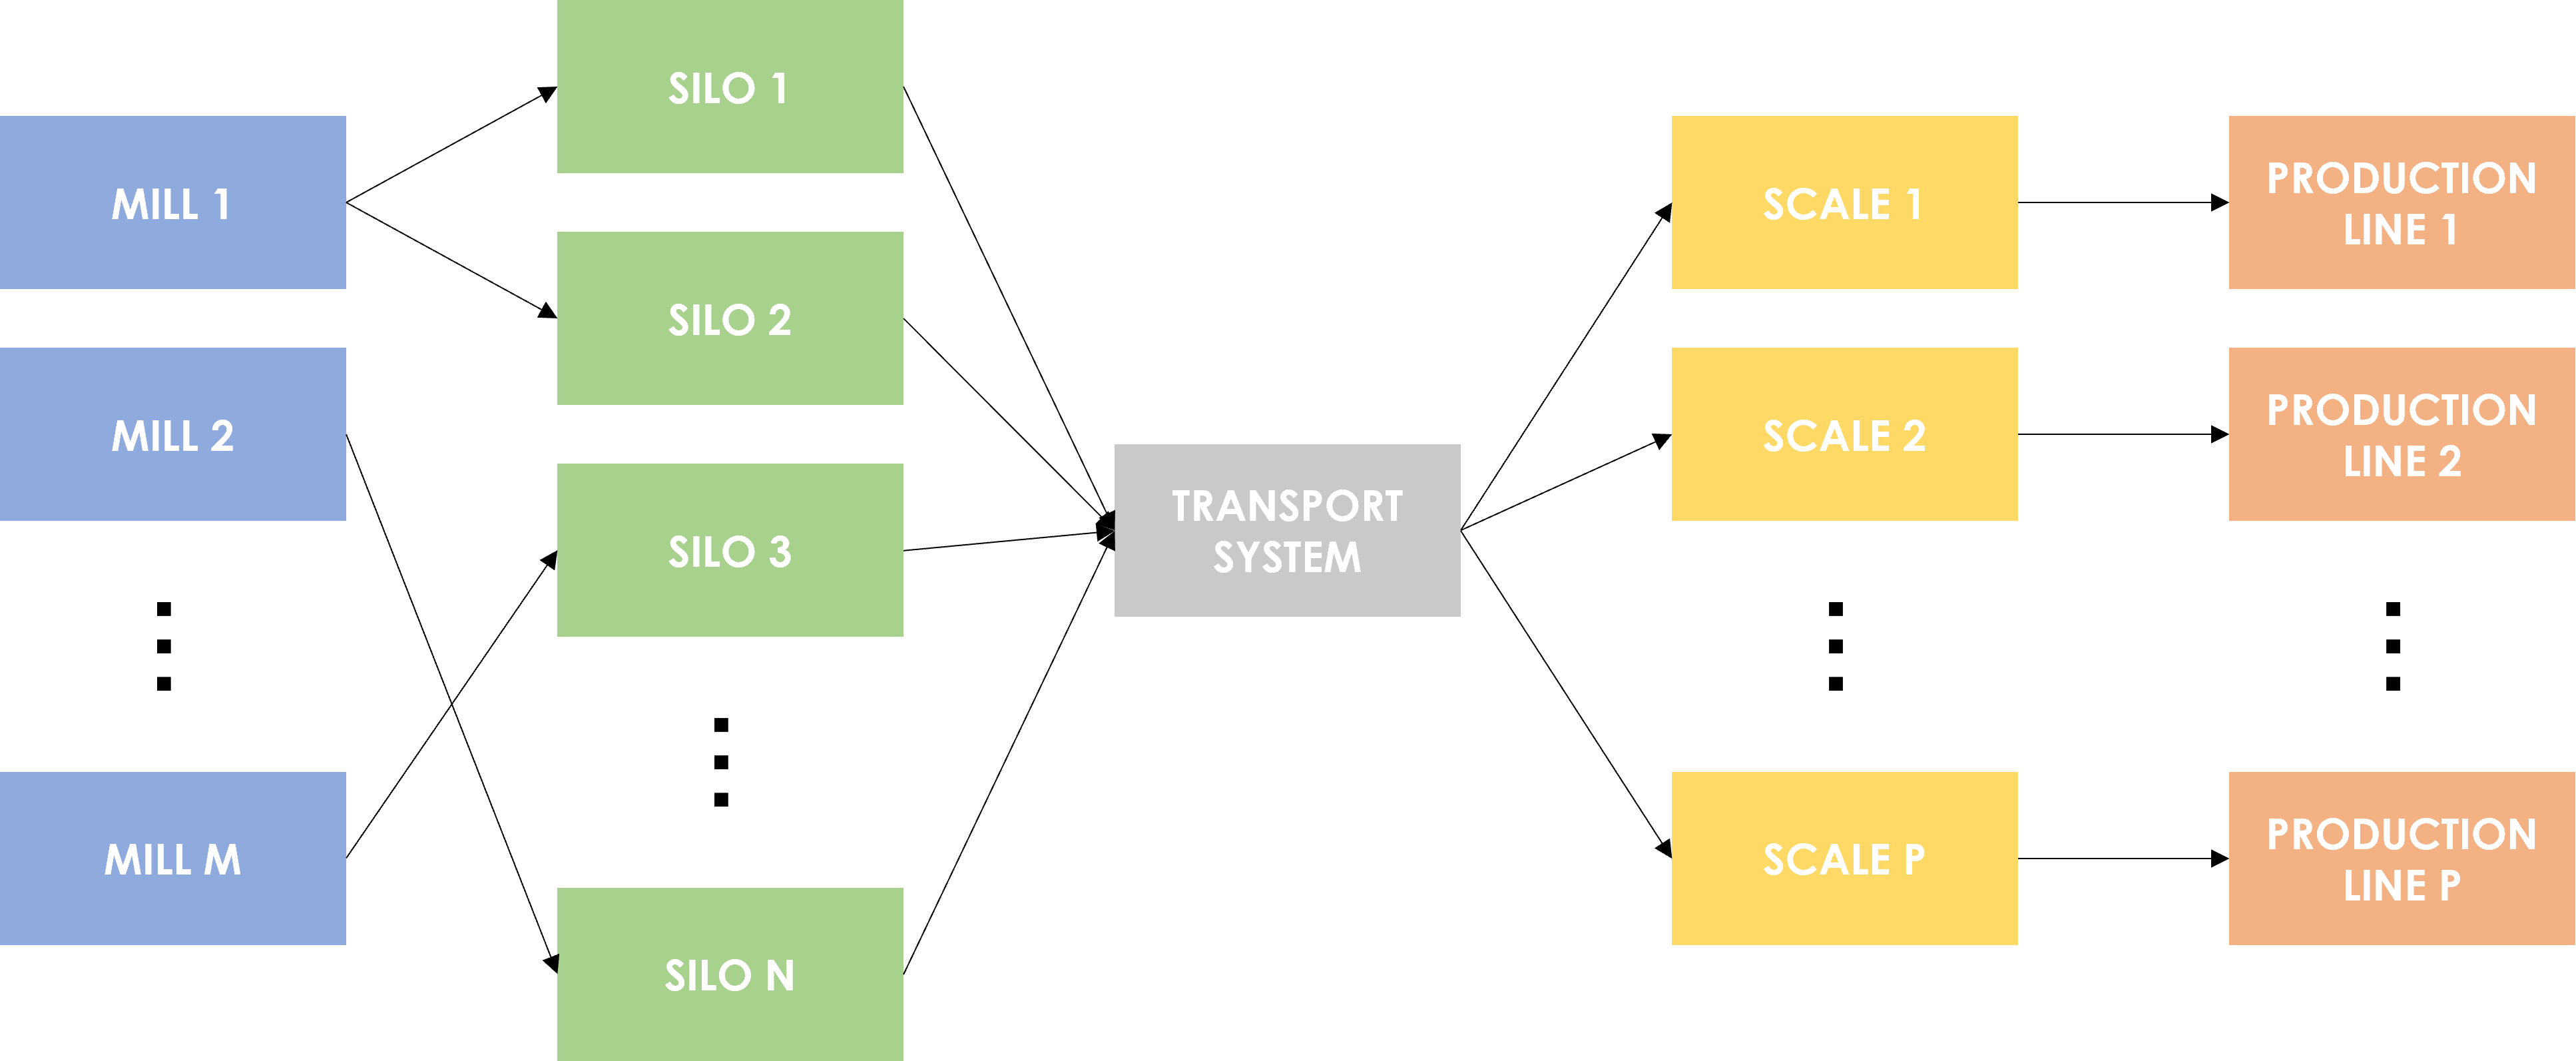 MILL 1
MILL 2
MILL M
SILO 1
SILO 2
SILO 3
SILO N
TRANSPORT
SYSTEM
SCALE 1
SCALE 2
SCALE P
PRODUCTION
LINE 1
PRODUCTION
LINE 2
PRODUCTION
LINE P